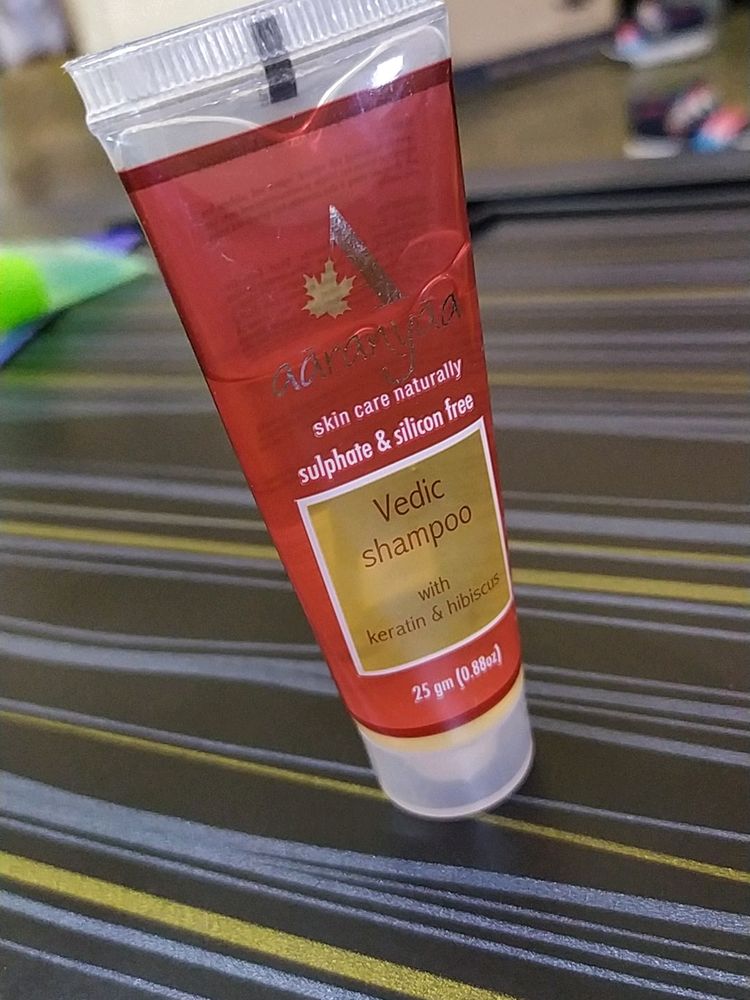 aaranyaa
skin care naturally
sulphate & silicon free
Vedic
shampoo
with
keratin & hibiscus
25 gm (0.88oz)